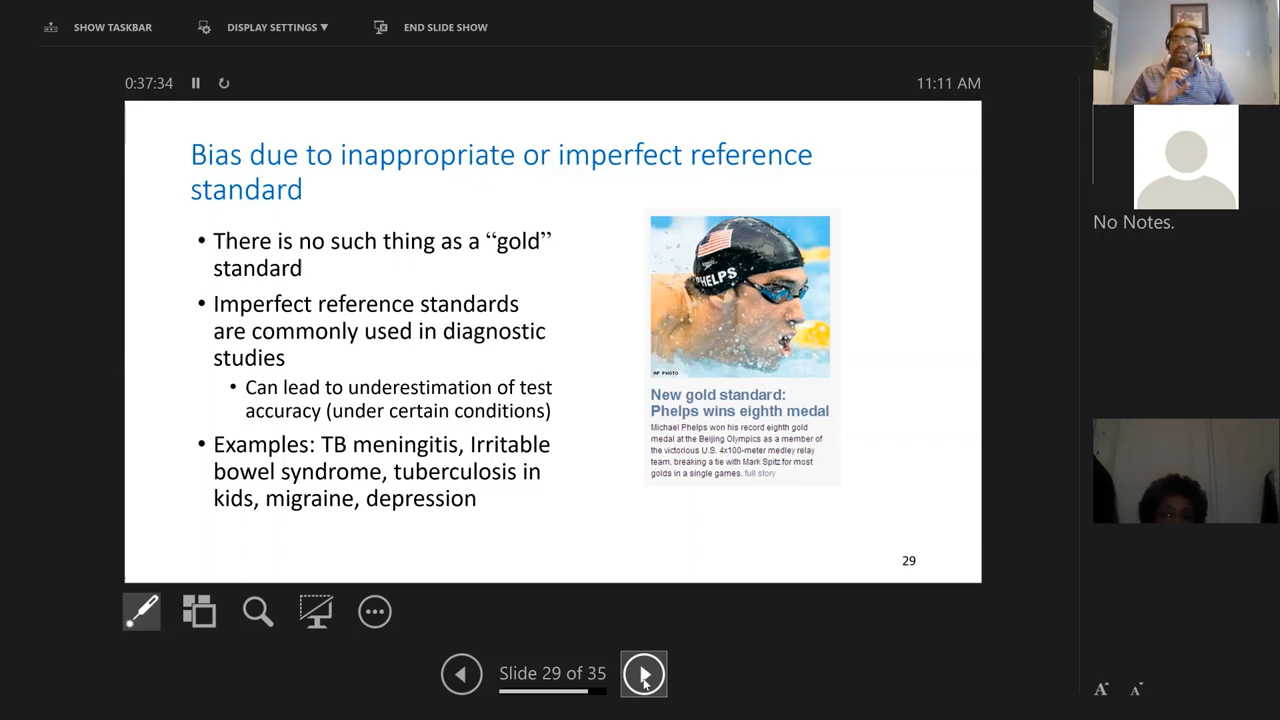 SHOW TASKBAR
DISPLAY SETTINGS ▼
END SLIDE SHOW
0:37:34
11:11 AM
Bias due to inappropriate or imperfect reference
standard
• There is no such thing as a “gold”
standard
• Imperfect reference standards
are commonly used in diagnostic
studies
• Can lead to underestimation of test
accuracy (under certain conditions)
• Examples: TB meningitis, Irritable
bowel syndrome, tuberculosis in
kids, migraine, depression
PHELPS
AP PHOTO
New gold standard:
Phelps wins eighth medal
Michael Phelps won his record eighth gold
medal at the Beijing Olympics as a member of
the victorious U.S. 4x100-meter medley relay
team, breaking a tie with Mark Spitz for most
golds in a single games. full story
29
No Notes.
Slide 29 of 35
A A